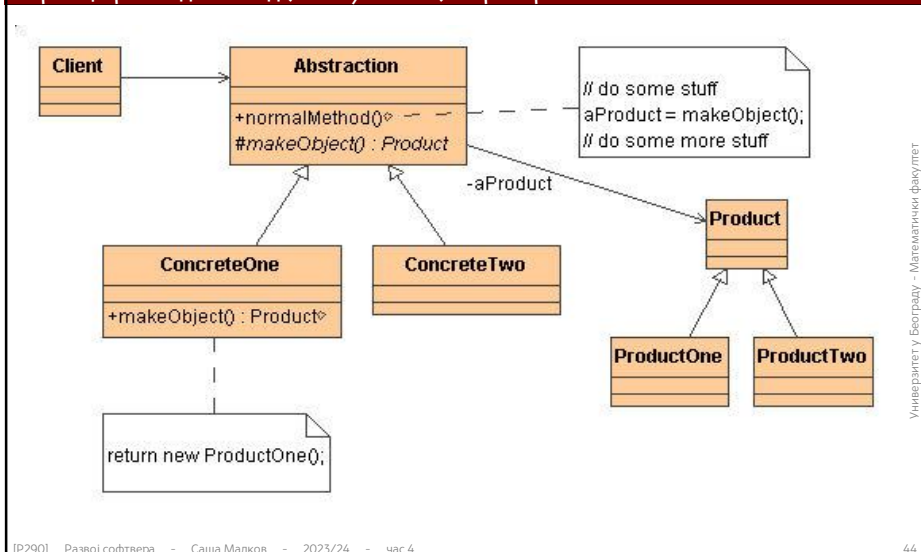 Client
Abstraction
+normalMethod()
#makeObject() : Product
// do some stuff
aProduct = makeObject();
// do some more stuff
-aProduct
Product
ConcreteOne
+makeObject() : Product
ConcreteTwo
ProductOne
ProductTwo
return new ProductOne();
Универзитет у Београду - Математички факултет
[Р290] Развој софтвера - Саша Малков - 2023/24 - час 4
44